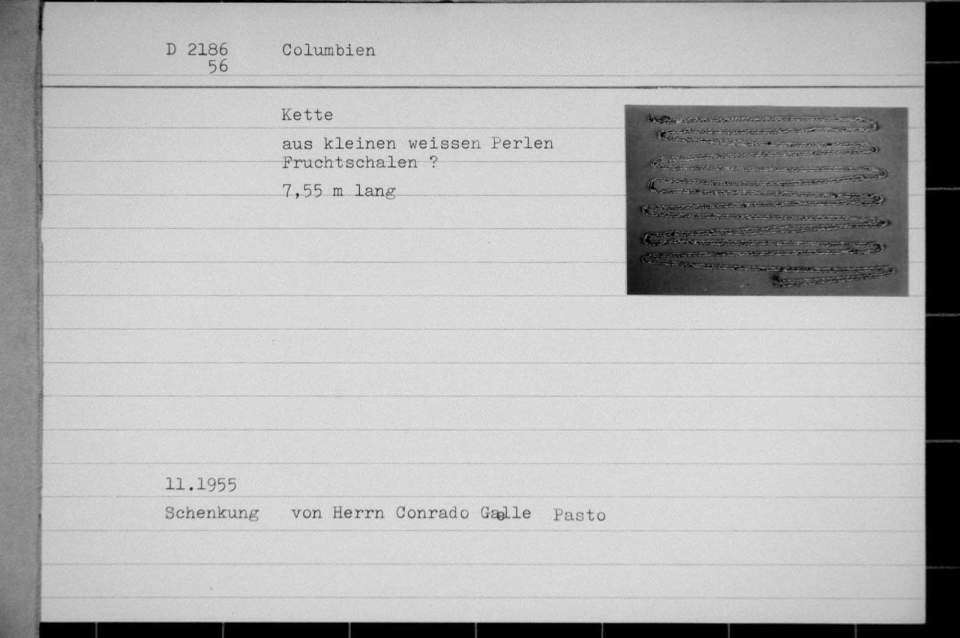 D 2186 Columbien
56
Kette
aus kleinen weissen Perlen
Fruchtschalen ?
7,55 m lang
11.1955
Schenkung von Herrn Conrado Pasto